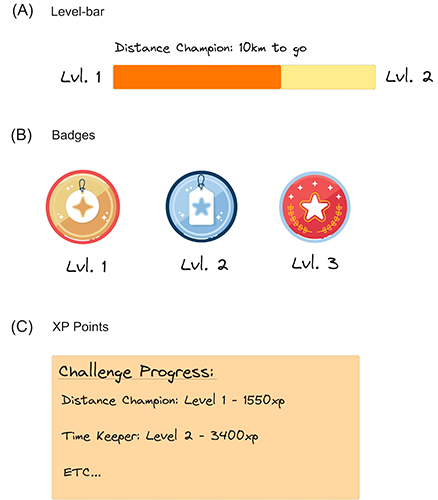 (A) Level-bar
Distance Champion: 10km to go
Lvl. 1 Lvl. 2
(B) Badges
Lvl. 1 Lvl. 2 Lvl. 3
(C) XP Points
Challenge Progress:
Distance Champion: Level 1 - 1550xp
Time Keeper: Level 2 - 3400xp
ETC...